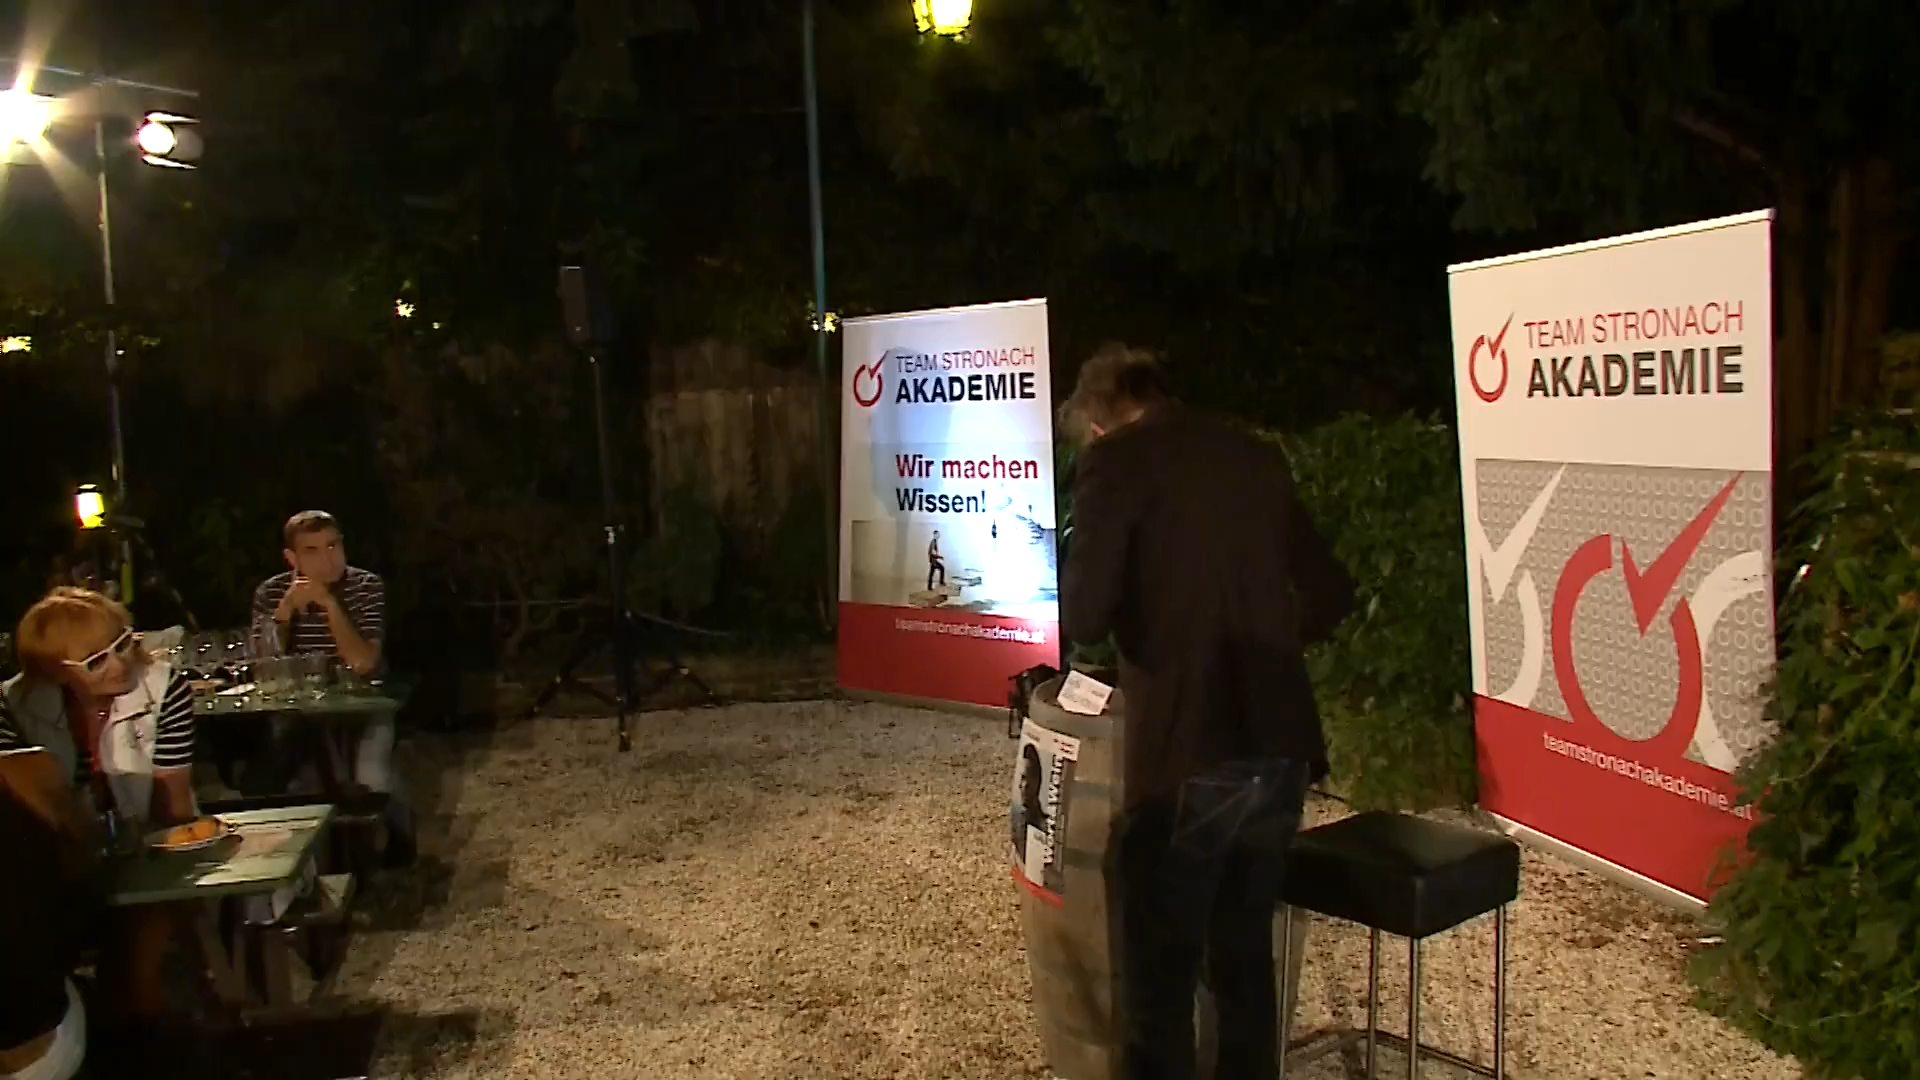 TEAM STRONACH
AKADEMIE
Wir machen
Wissen!
teamstronachakademie.at
TEAM STRONACH
AKADEMIE
teamstronachakademie.at